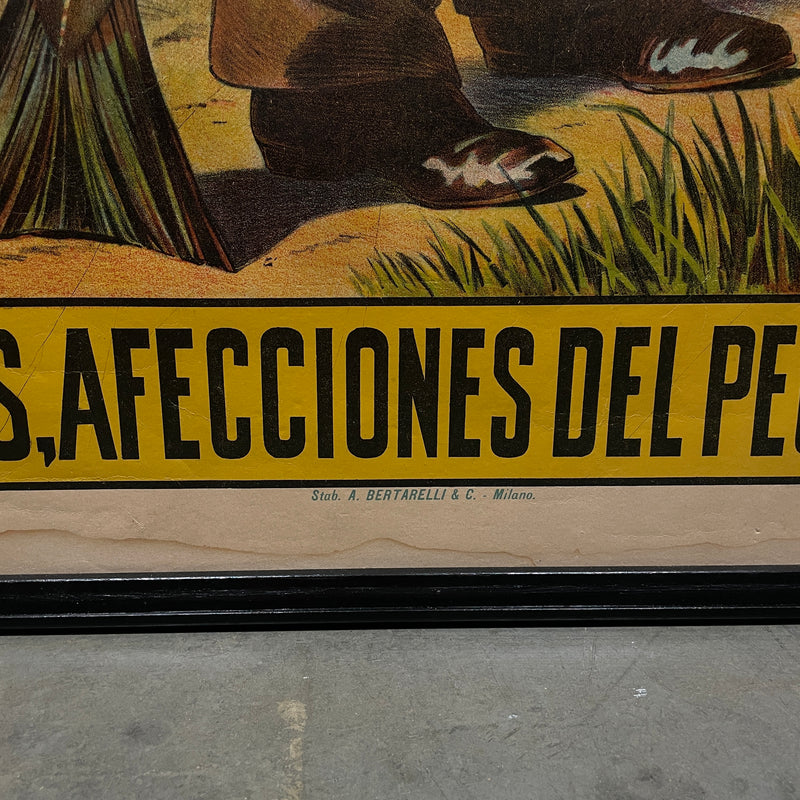 S, AFECCIONES DEL PE
Stab. A. BERTARELLI & C. - Milano.